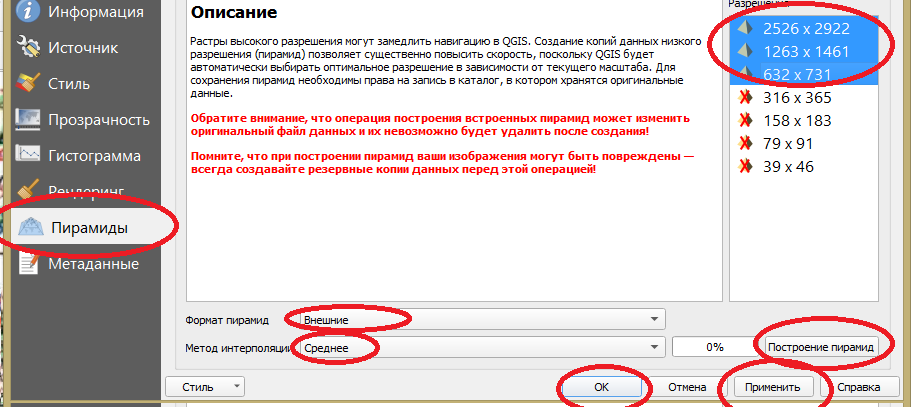 Информация
Источник
Стиль
Прозрачность
Гистограмма
Рендеринг
Пирамиды
Метаданные
Описание
Растры высокого разрешения могут замедлить навигацию в QGIS. Создание копий данных низкого
разрешения (пирамид) позволяет существенно повысить скорость, поскольку QGIS будет
автоматически выбирать оптимальное разрешение в зависимости от текущего масштаба. Для
сохранения пирамид необходимы права на запись в каталог, в котором хранятся оригинальные
данные.
Обратите внимание, что операция построения встроенных пирамид может изменить
оригинальный файл данных и их невозможно будет удалить после создания!
Помните, что при построении пирамид ваши изображения могут быть повреждены —
всегда создавайте резервные копии данных перед этой операцией!
Разрешения
2526 x 2922
1263 x 1461
632 x 731
316 x 365
158 x 183
79 x 91
39 x 46
Формат пирамид Внешние
Метод интерполяции Среднее 0% Построение пирамид
Стиль OK Отмена Применить Справка